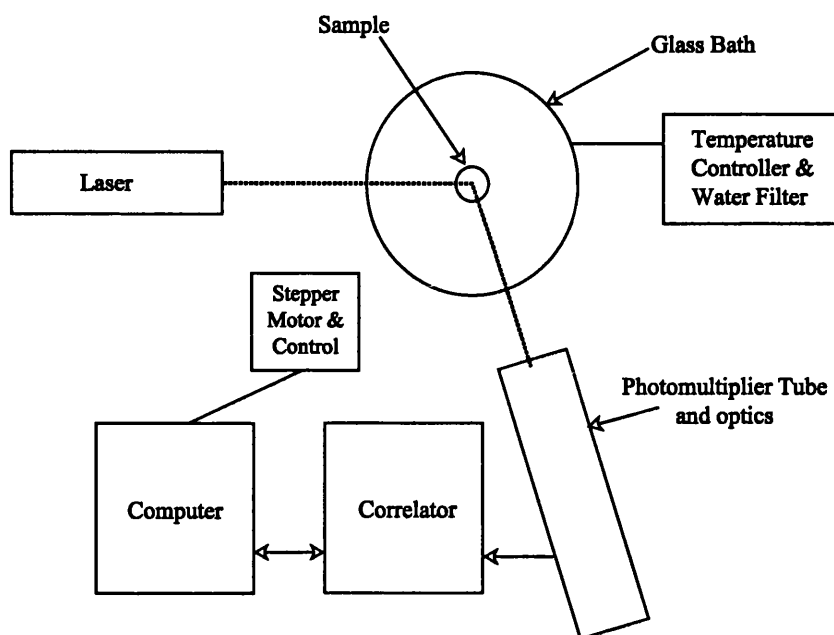 Sample
Glass Bath
Temperature
Controller &
Water Filter
Laser
Stepper
Motor &
Control
Photomultiplier Tube
and optics
Computer
Correlator